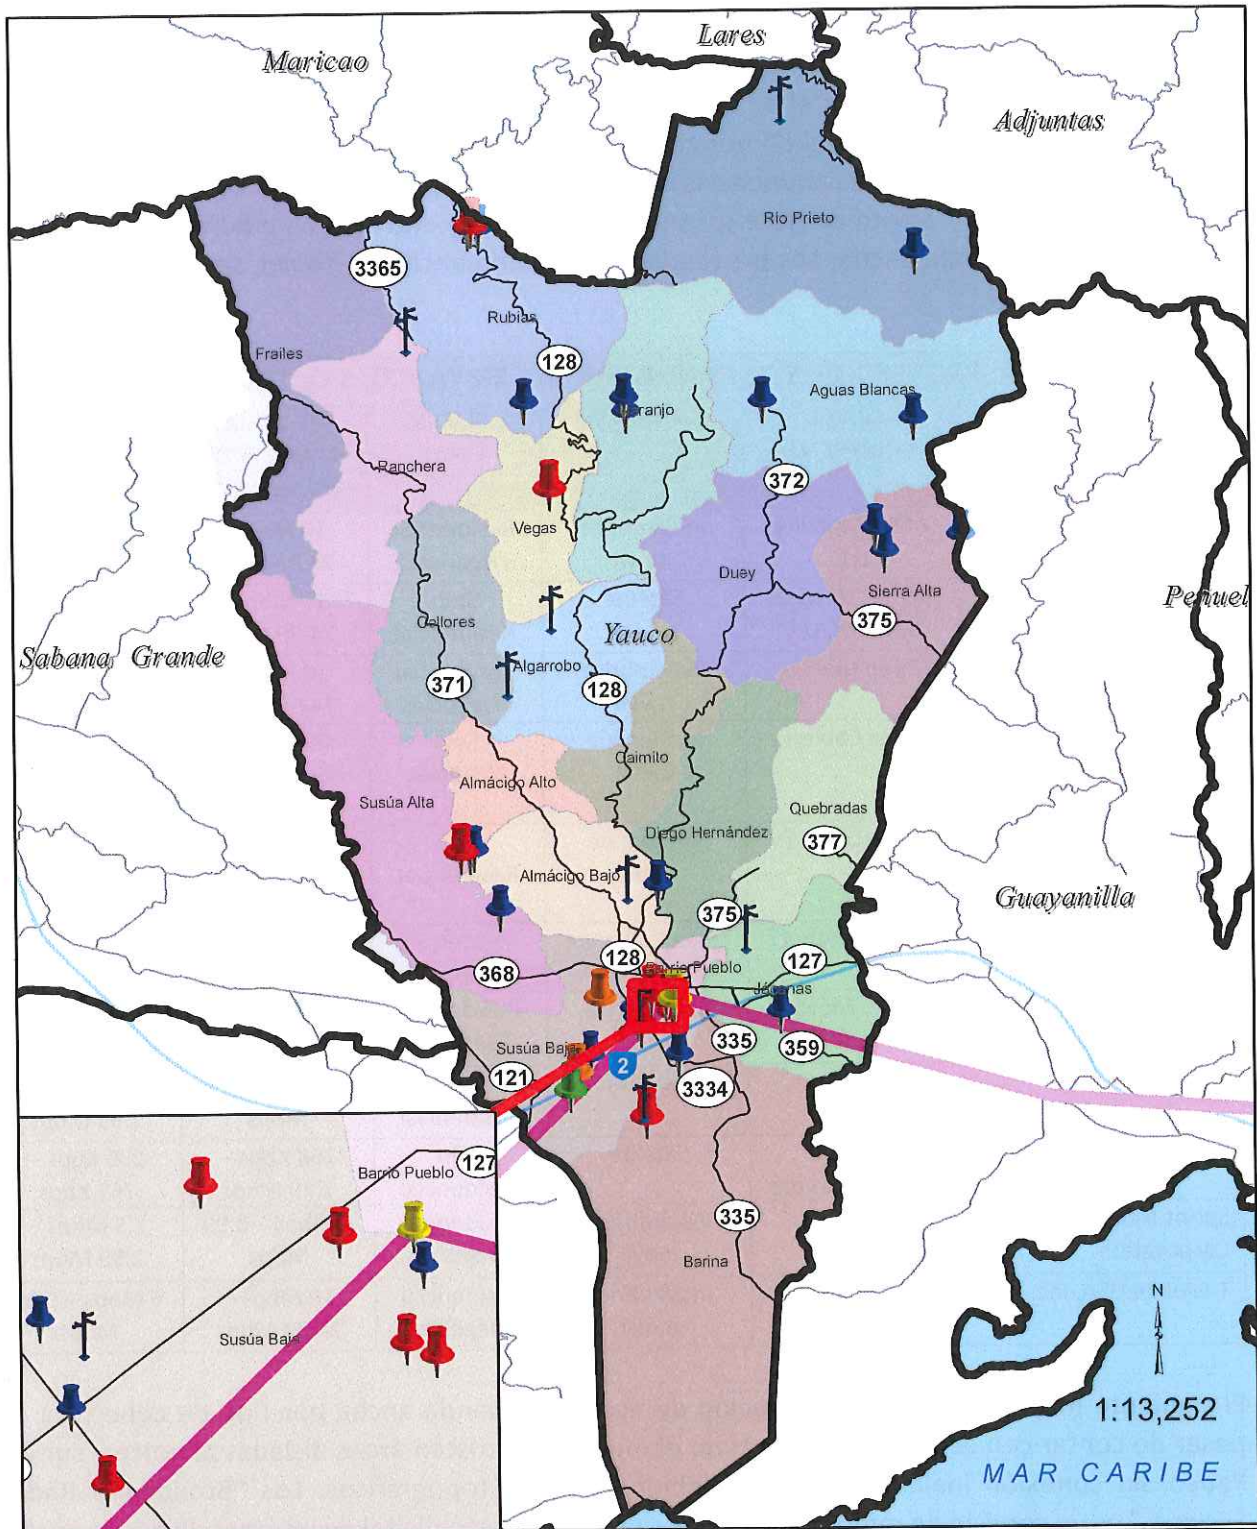 Lares
Maricao
Adjuntas
Rio Prieto
3365
Rubias
Frailes
128
Aguas Blancas
Ranchera
372
Vegas
Duey
Sierra Alta
Collores
375
Yauco
Sabana Grande
Algarrobo
371
128
Caimito
Almácigo Alto
Susúa Alta
Quebradas
Diego Hernández
377
Almácigo Bajo
Guayanilla
375
128
Barrio Pueblo
127
368
Jácanas
335
359
Susúa Baja
2
121
3334
335
Barina
Barrio Pueblo
127
Susúa Baja
N
1:13,252
MAR CARIBE